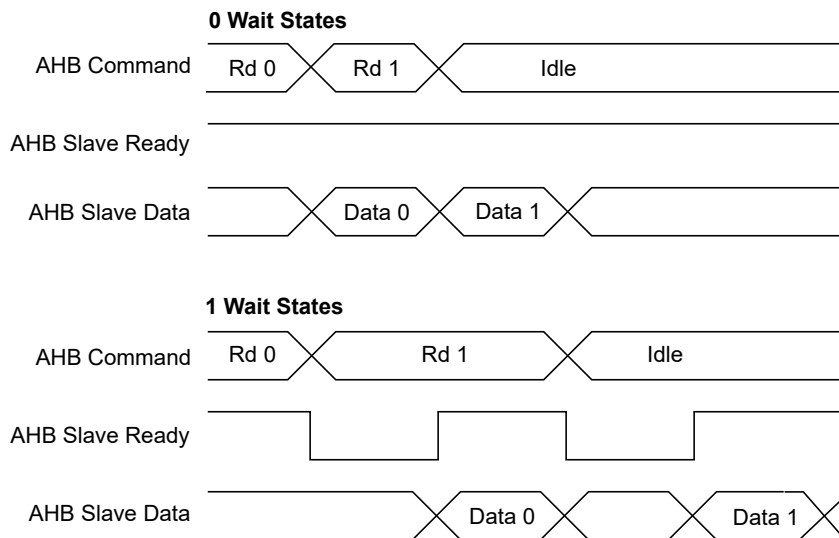 0 Wait States
AHB Command Rd 0 Rd 1 Idle
AHB Slave Ready
AHB Slave Data Data 0 Data 1
1 Wait States
AHB Command Rd 0 Rd 1 Idle
AHB Slave Ready
AHB Slave Data Data 0 Data 1